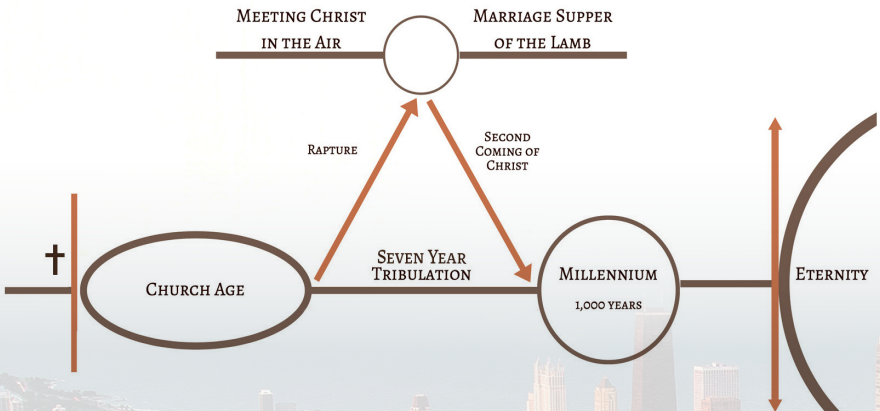 MEETING CHRIST
IN THE AIR
MARRIAGE SUPPER
OF THE LAMB
RAPTURE
SECOND
COMING OF
CHRIST
CHURCH AGE
SEVEN YEAR
TRIBULATION
MILLENNIUM
1,000 YEARS
ETERNITY